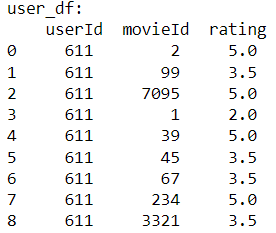 user_df:
userId movieId rating
0 611 2 5.0
1 611 99 3.5
2 611 7095 5.0
3 611 1 2.0
4 611 39 5.0
5 611 45 3.5
6 611 67 3.5
7 611 234 5.0
8 611 3321 3.5